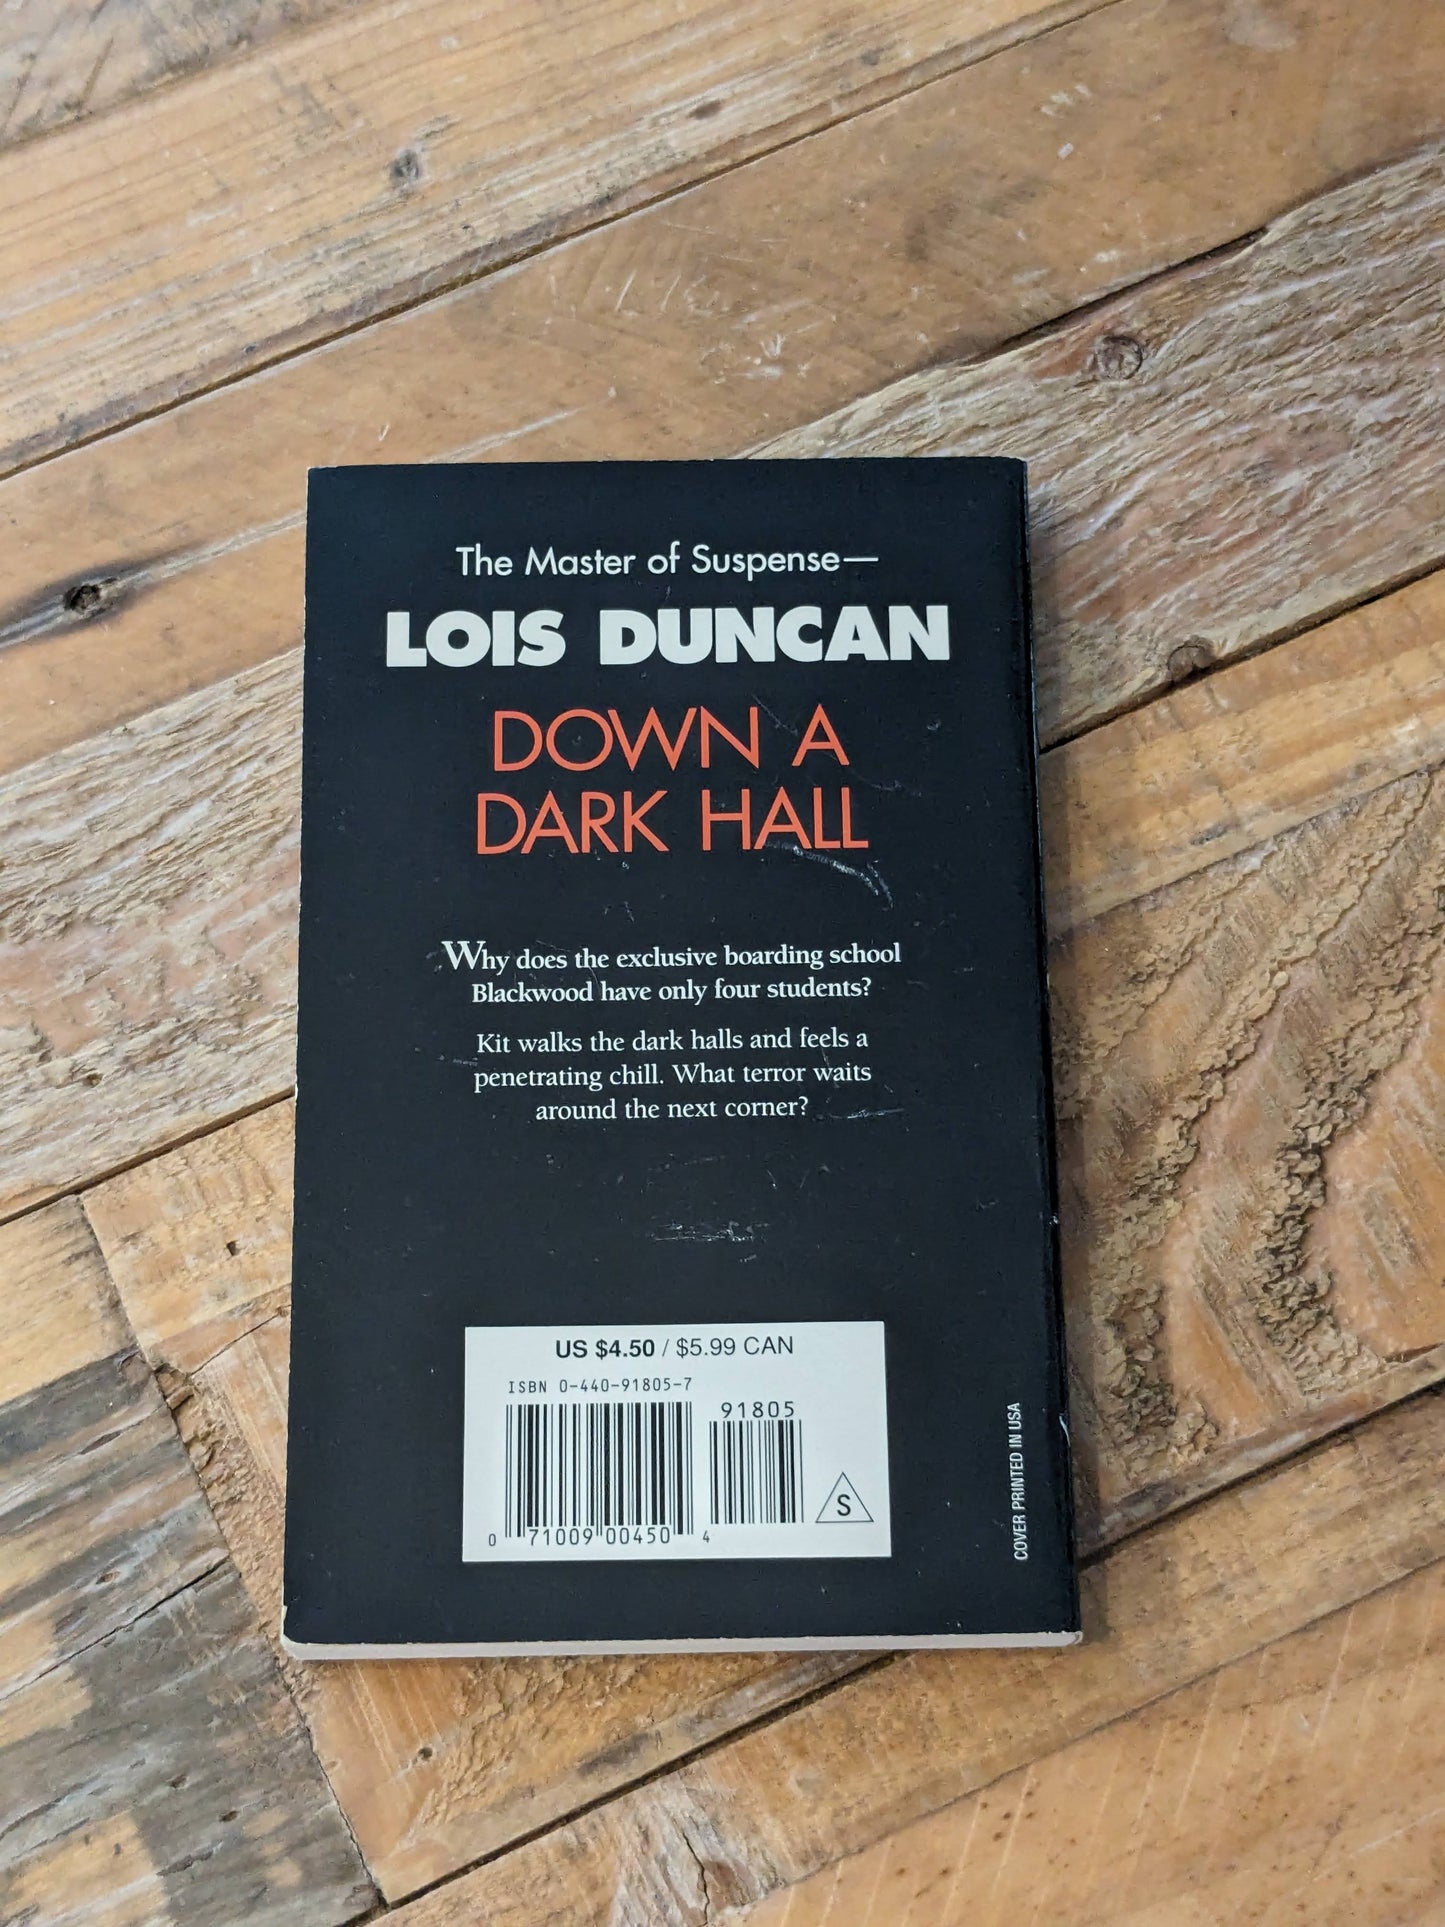 The Master of Suspense—
LOIS DUNCAN
DOWN A
DARK HALL
Why does the exclusive boarding school
Blackwood have only four students?
Kit walks the dark halls and feels a
penetrating chill. What terror waits
around the next corner?
US $4.50 / $5.99 CAN
ISBN 0-440-91805-7
91805
S
0 71009 00450 4
COVER PRINTED IN USA